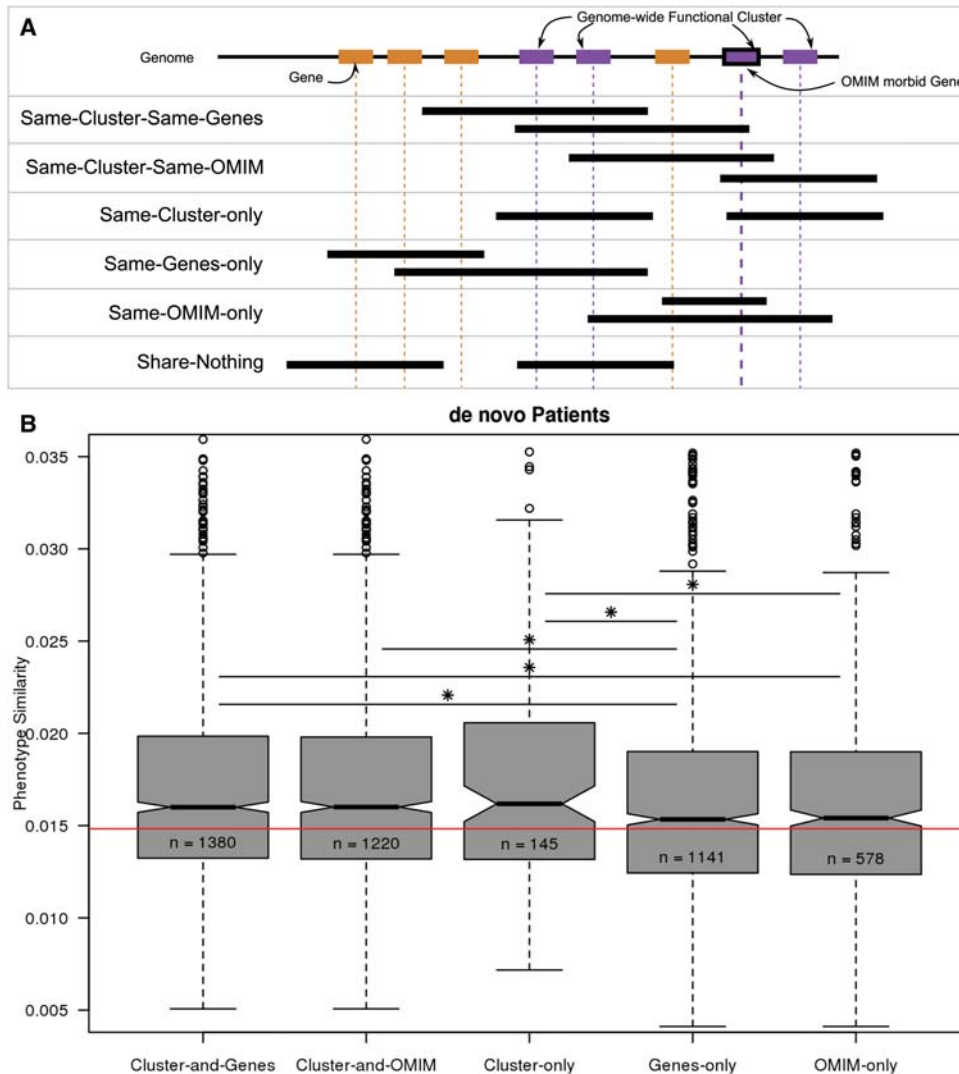 A
Genome-wide Functional Cluster
Genome
Gene
OMIM morbid Gene
Same-Cluster-Same-Genes
Same-Cluster-Same-OMIM
Same-Cluster-only
Same-Genes-only
Same-OMIM-only
Share-Nothing
B
de novo Patients
Phenotype Similarity
0.035
0.030
0.025
0.020
0.015
0.010
0.005
n = 1380
n = 1220
n = 145
n = 1141
n = 578
Cluster-and-Genes
Cluster-and-OMIM
Cluster-only
Genes-only
OMIM-only